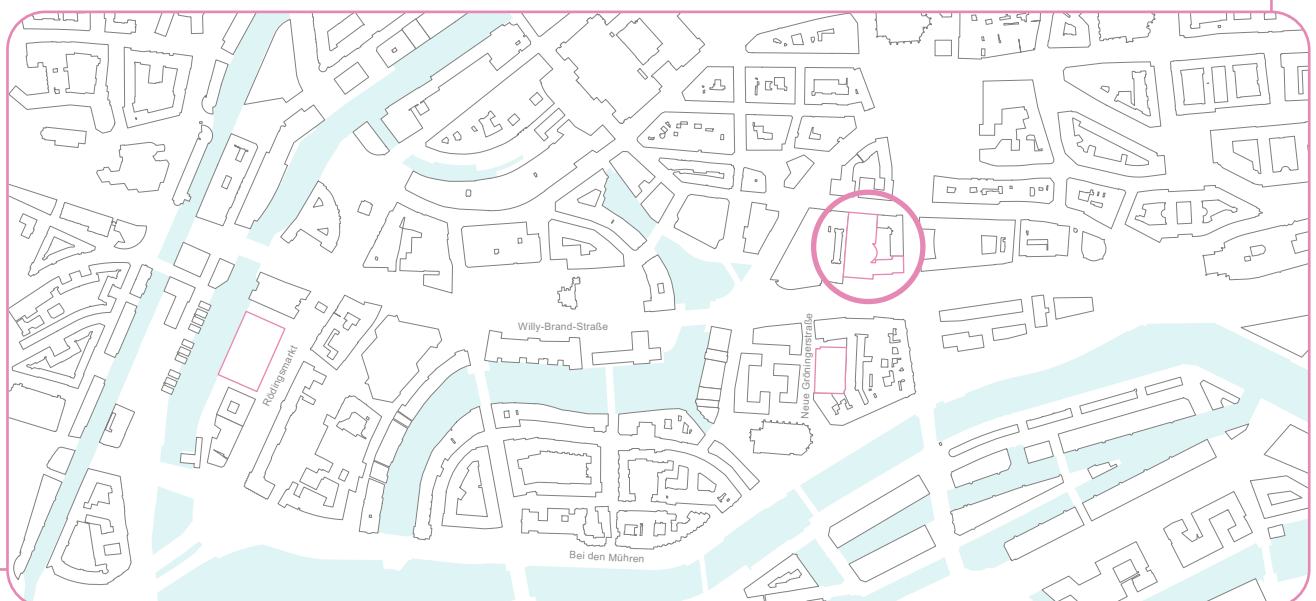 Willy-Brand-Straße
Neue Gröningerstraße
Rödingsmarkt
Bei den Mühren